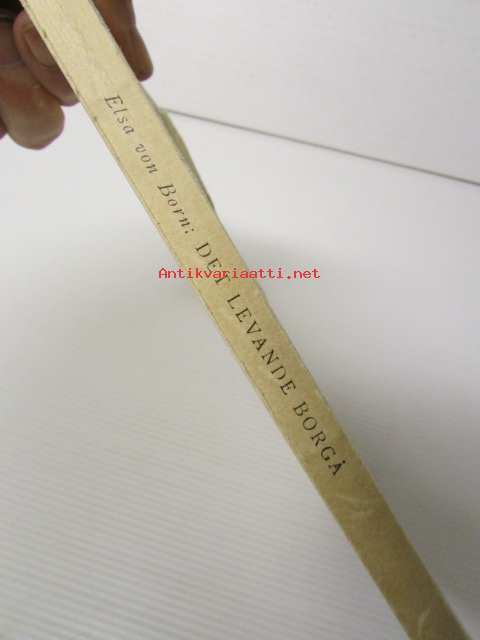 Elsa von Born: DET LEVANDE BORGÅ
Antikvariaatti.net